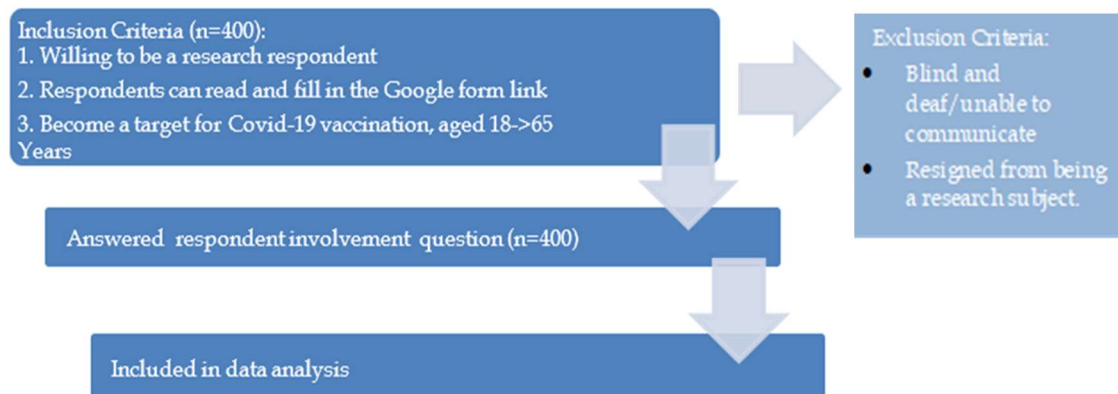 Inclusion Criteria (n=400):
1. Willing to be a research respondent
2. Respondents can read and fill in the Google form link
3. Become a target for Covid-19 vaccination, aged 18->65
Years
Exclusion Criteria:
• Blind and
deaf/unable to
communicate
• Resigned from being
a research subject.
Answered respondent involvement question (n=400)
Included in data analysis